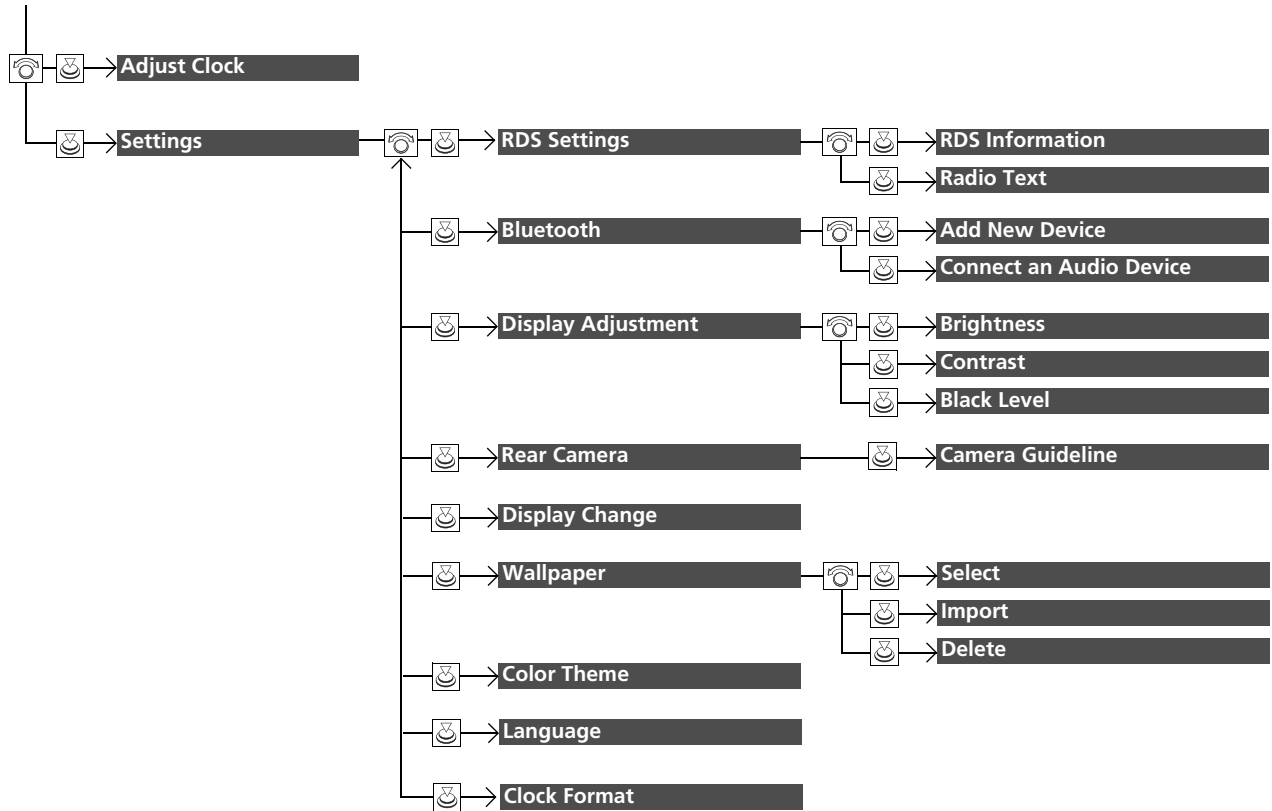 Adjust Clock
Settings
RDS Settings
RDS Information
Radio Text
Bluetooth
Add New Device
Connect an Audio Device
Display Adjustment
Brightness
Contrast
Black Level
Rear Camera
Camera Guideline
Display Change
Wallpaper
Select
Import
Delete
Color Theme
Language
Clock Format